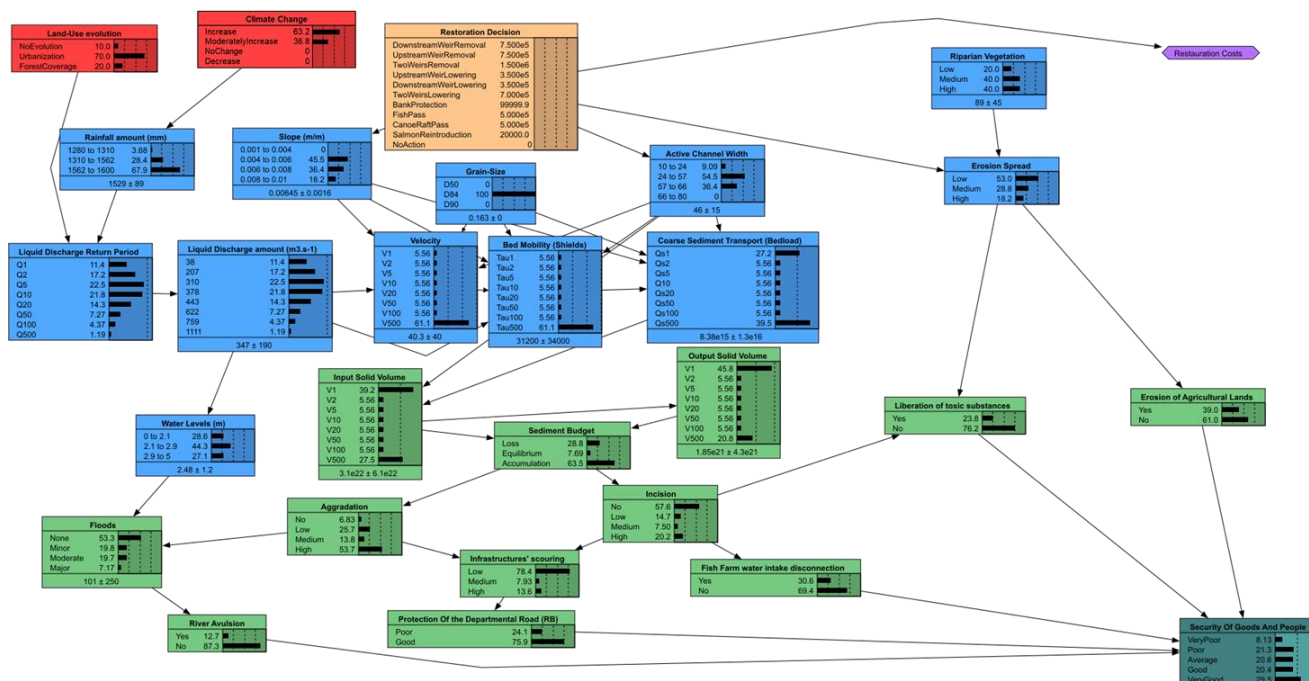 Land-Use evolution
NoEvolution 10.0
Urbanization 70.0
ForestCoverage 20.0
Climate Change
Increase 63.2
ModeratelyIncrease 36.8
NoChange 0
Decrease 0
Restoration Decision
DownstreamWeirRemoval 7.500e5
UpstreamWeirRemoval 7.500e5
TwoWeirsRemoval 1.500e6
UpstreamWeirLowering 3.500e5
DownstreamWeirLowering 3.500e5
TwoWeirsLowering 7.000e5
BankProtection 99999.9
FishPass 5.000e5
CanoeRaftPass 5.000e5
SalmonReintroduction 20000.0
NoAction 0
Restauration Costs
Riparian Vegetation
Low 20.0
Medium 40.0
High 40.0
89 ± 45
Rainfall amount (mm)
1280 to 1310 3.68
1310 to 1562 28.4
1562 to 1600 67.9
1529 ± 89
Slope (m/m)
0.001 to 0.004 0
0.004 to 0.006 45.5
0.006 to 0.008 36.4
0.008 to 0.01 18.2
0.00645 ± 0.0016
Grain-Size
D50 0
D84 100
D90 0
0.163 ± 0
Active Channel Width
10 to 24 9.09
24 to 57 54.5
57 to 66 36.4
66 to 80 0
46 ± 15
Erosion Spread
Low 53.0
Medium 28.8
High 18.2
Liquid Discharge Return Period
Q1 11.4
Q2 17.2
Q5 22.5
Q10 21.8
Q20 14.3
Q50 7.27
Q100 4.37
Q500 1.19
Liquid Discharge amount (m3.s-1)
38 11.4
207 17.2
310 22.5
378 21.8
443 14.3
622 7.27
759 4.37
1111 1.19
347 ± 190
Velocity
V1 5.56
V2 5.56
V5 5.56
V10 5.56
V20 5.56
V50 5.56
V100 5.56
V500 61.1
40.3 ± 40
Bed Mobility (Shields)
Tau1 5.56
Tau2 5.56
Tau5 5.56
Tau10 5.56
Tau20 5.56
Tau50 5.56
Tau100 5.56
Tau500 61.1
31200 ± 34000
Coarse Sediment Transport (Bedload)
Qs1 27.2
Qs2 5.56
Qs5 5.56
Q10 5.56
Qs20 5.56
Qs50 5.56
Qs100 5.56
Qs500 39.5
8.38e15 ± 1.3e16
Input Solid Volume
V1 39.2
V2 5.56
V5 5.56
V10 5.56
V20 5.56
V50 5.56
V100 5.56
V500 27.5
3.1e22 ± 6.1e22
Output Solid Volume
V1 45.8
V2 5.56
V5 5.56
V10 5.56
V20 5.56
V50 5.56
V100 5.56
V500 20.8
1.85e21 ± 4.3e21
Water Levels (m)
0 to 2.1 28.6
2.1 to 2.9 44.3
2.9 to 5 27.1
2.48 ± 1.2
Sediment Budget
Loss 28.8
Equilibrium 7.69
Accumulation 63.5
Liberation of toxic substances
Yes 23.8
No 76.2
Erosion of Agricultural Lands
Yes 39.0
No 61.0
Aggradation
No 6.83
Low 25.7
Medium 13.8
High 53.7
Incision
No 57.6
Low 14.7
Medium 7.50
High 20.2
Floods
None 53.3
Minor 19.8
Moderate 19.7
Major 7.17
101 ± 250
Infrastructures' scouring
Low 78.4
Medium 7.93
High 13.6
Fish Farm water intake disconnection
Yes 30.6
No 69.4
River Avulsion
Yes 12.7
No 87.3
Protection Of the Departmental Road (RB)
Poor 24.1
Good 75.9
Security Of Goods And People
VeryPoor 8.13
Poor 21.3
Average 20.6
Good 20.4
VeryGood 29.5